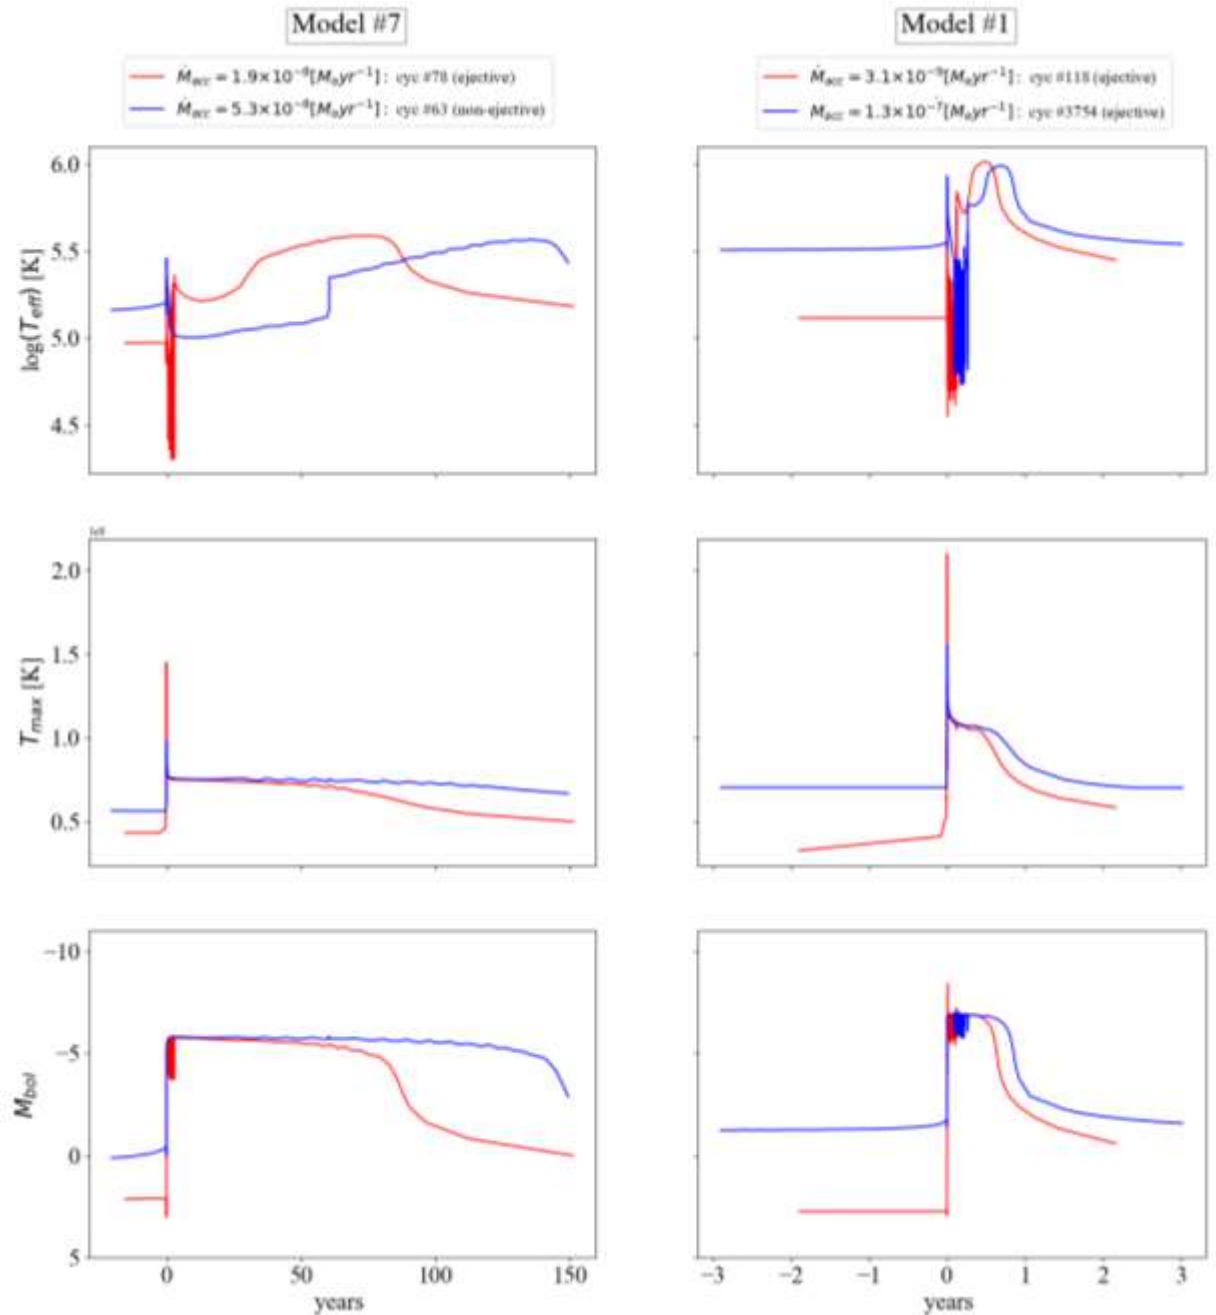 Model #7
Ṁacc = 1.9×10⁻⁸[M⊙yr⁻¹]: cyc #78 (ejective)
Ṁacc = 5.3×10⁻⁸[M⊙yr⁻¹]: cyc #63 (non-ejective)
Model #1
Ṁacc = 3.1×10⁻⁹[M⊙yr⁻¹]: cyc #118 (ejective)
Ṁacc = 1.3×10⁻⁷[M⊙yr⁻¹]: cyc #3754 (ejective)
log(Teff) [K]
6.0
5.5
5.0
4.5
1e8
Tmax [K]
2.0
1.5
1.0
0.5
Mbol
−10
−5
0
5
0 50 100 150
years
−3 −2 −1 0 1 2 3
years